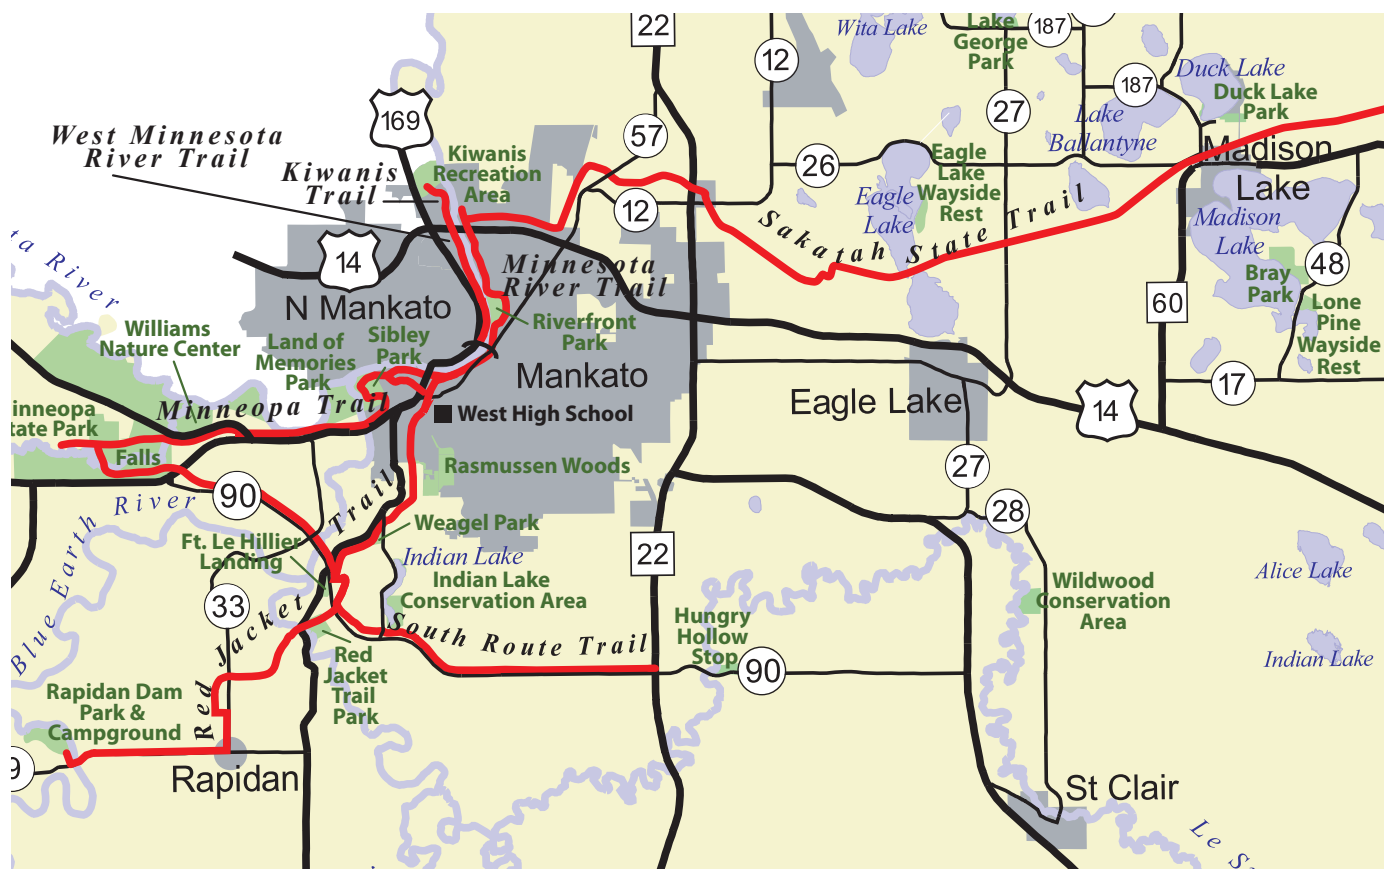 22
Wita Lake
Lake
George
Park
187
12
Duck Lake
187
Duck Lake
Park
27
169
Lake
Ballantyne
57
West Minnesota
River Trail
Kiwanis
Recreation
Area
Kiwanis
Trail
26
Eagle
Lake
Wayside
Rest
Madison
Lake
Eagle
Lake
12
Sakatah State Trail
Madison
Lake
14
ta River
Minnesota
River Trail
48
Bray
Park
60
N Mankato
Riverfront
Park
Lone
Pine
Wayside
Rest
Williams
Nature Center
Land of
Memories
Park
Sibley
Park
Mankato
17
Eagle Lake
14
Minneopa Trail
West High School
inneopa
tate Park
Falls
Rasmussen Woods
27
90
Blue Earth River
28
Red Jacket Trail
Weagel Park
Ft. Le Hillier
Landing
Indian Lake
22
Indian Lake
Conservation Area
Alice Lake
Wildwood
Conservation
Area
33
South Route Trail
Hungry
Hollow
Stop
Indian Lake
90
Red
Jacket
Trail
Park
Rapidan Dam
Park &
Campground
9
Rapidan
St Clair
Le S